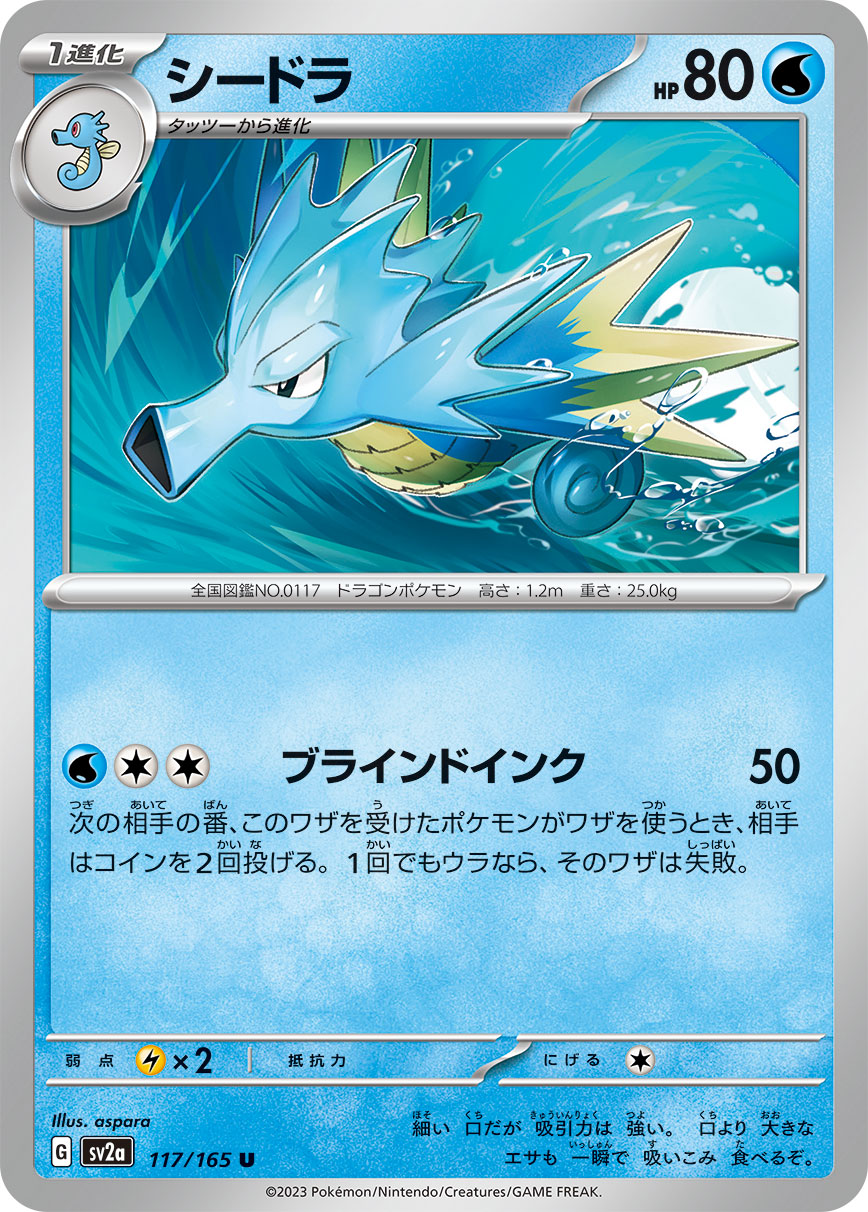 1進化
シードラ
HP80
タッツーから進化
全国図鑑NO.0117 ドラゴンポケモン 高さ:1.2m 重さ:25.0kg
ブラインドインク 50
次の相手の番、このワザを受けたポケモンがワザを使うとき、相手
はコインを2回投げる。1回でもウラなら、そのワザは失敗。
弱点 ×2 抵抗力 にげる
Illus. aspara
細い 口だが 吸引力は 強い。 口より 大きな
エサも 一瞬で 吸いこみ 食べるぞ。
G sv2a 117/165 U
©2023 Pokémon/Nintendo/Creatures/GAME FREAK.